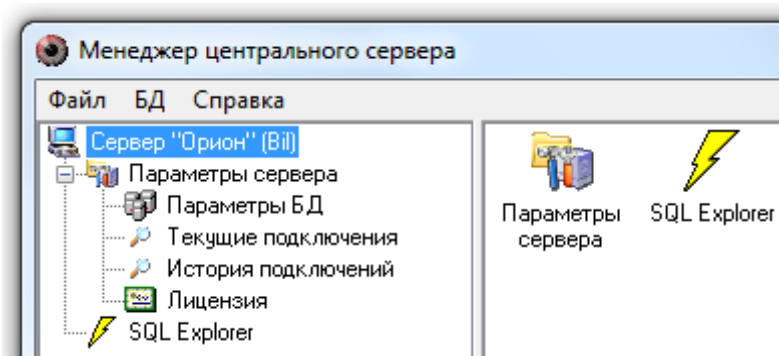 Менеджер центрального сервера
Файл БД Справка
Сервер "Орион" (Bil)
Параметры сервера
Параметры БД
Текущие подключения
История подключений
Лицензия
SQL Explorer
Параметры
сервера
SQL Explorer